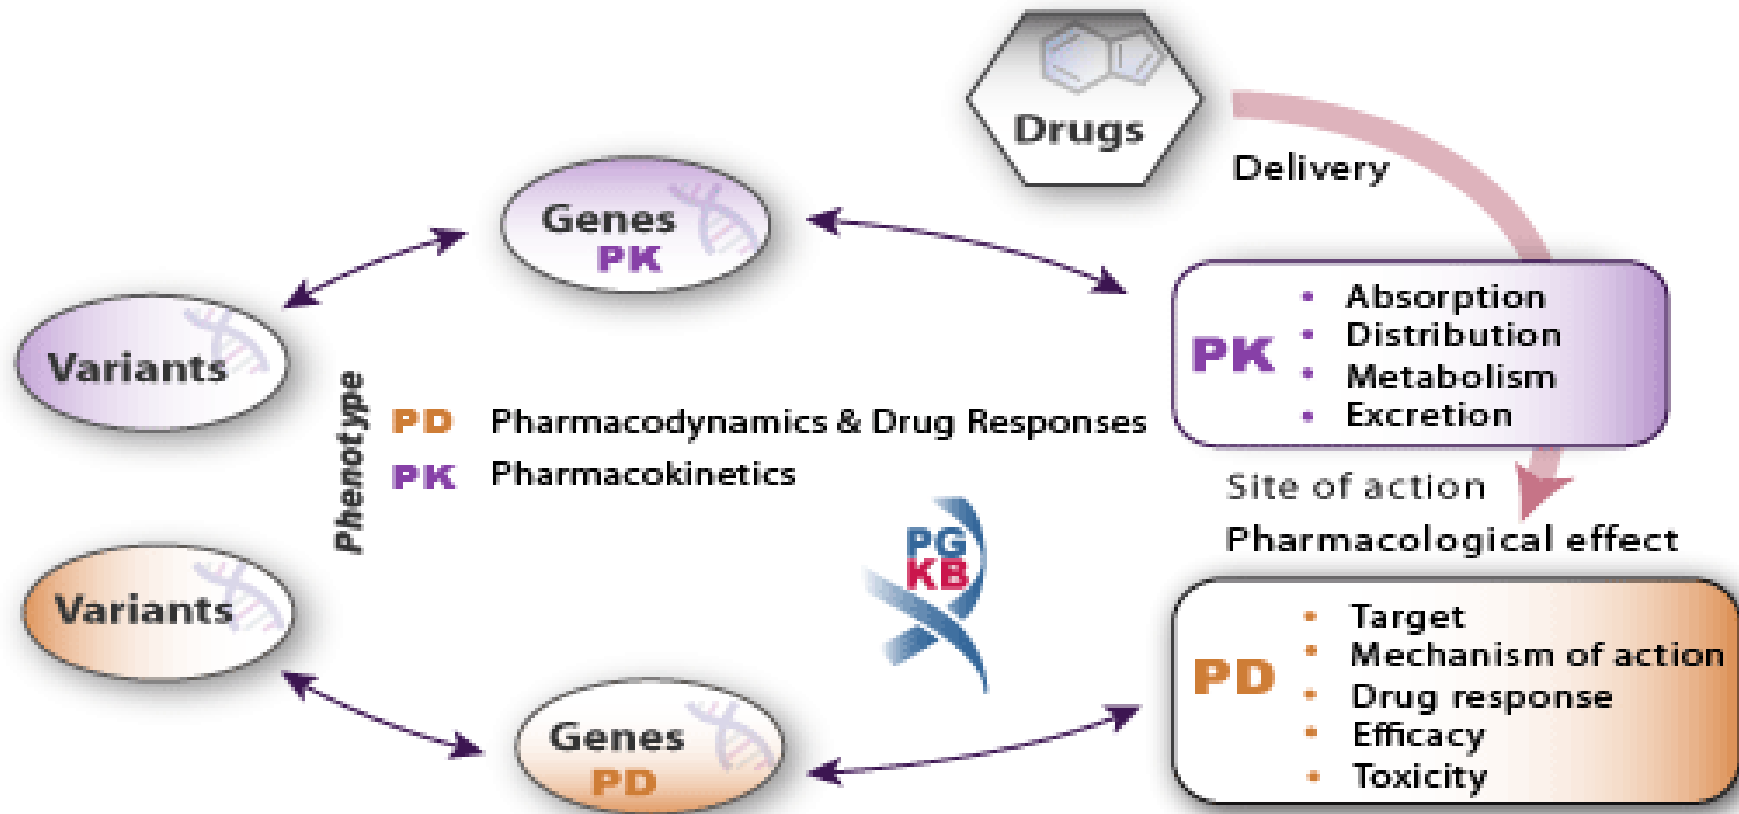 Drugs
Delivery
Genes
PK
Variants
PK
Absorption
Distribution
Metabolism
Excretion
Phenotype
PD Pharmacodynamics & Drug Responses
PK Pharmacokinetics
Site of action
Pharmacological effect
PG
KB
Variants
Genes
PD
PD
Target
Mechanism of action
Drug response
Efficacy
Toxicity